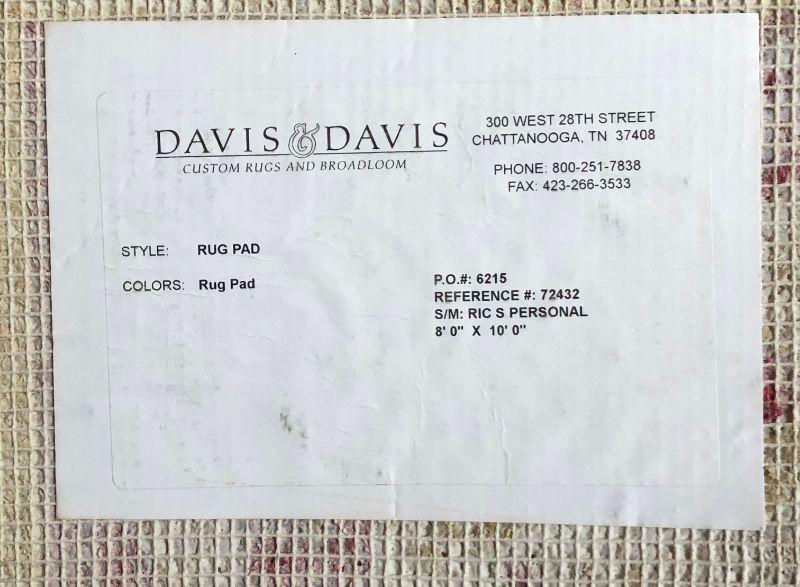 DAVIS & DAVIS
CUSTOM RUGS AND BROADLOOM
300 WEST 28TH STREET
CHATTANOOGA, TN 37408
PHONE: 800-251-7838
FAX: 423-266-3533
STYLE: RUG PAD
COLORS: Rug Pad
P.O.#: 6215
REFERENCE #: 72432
S/M: RIC S PERSONAL
8' 0" X 10' 0"